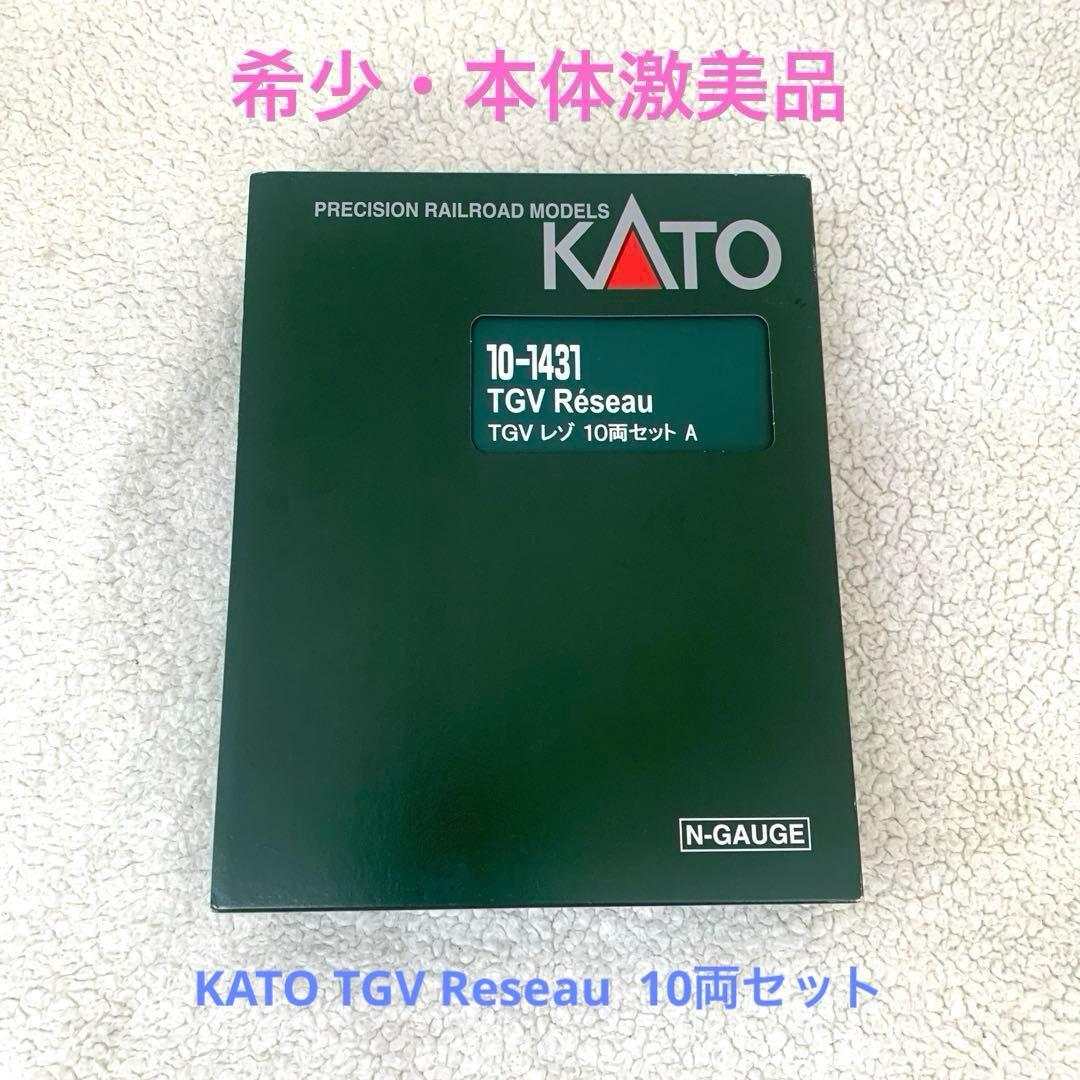 希少・本体激美品
PRECISION RAILROAD MODELS
KATO
10-1431
TGV Réseau
TGV レゾ 10両セット A
N-GAUGE
KATO TGV Reseau 10両セット